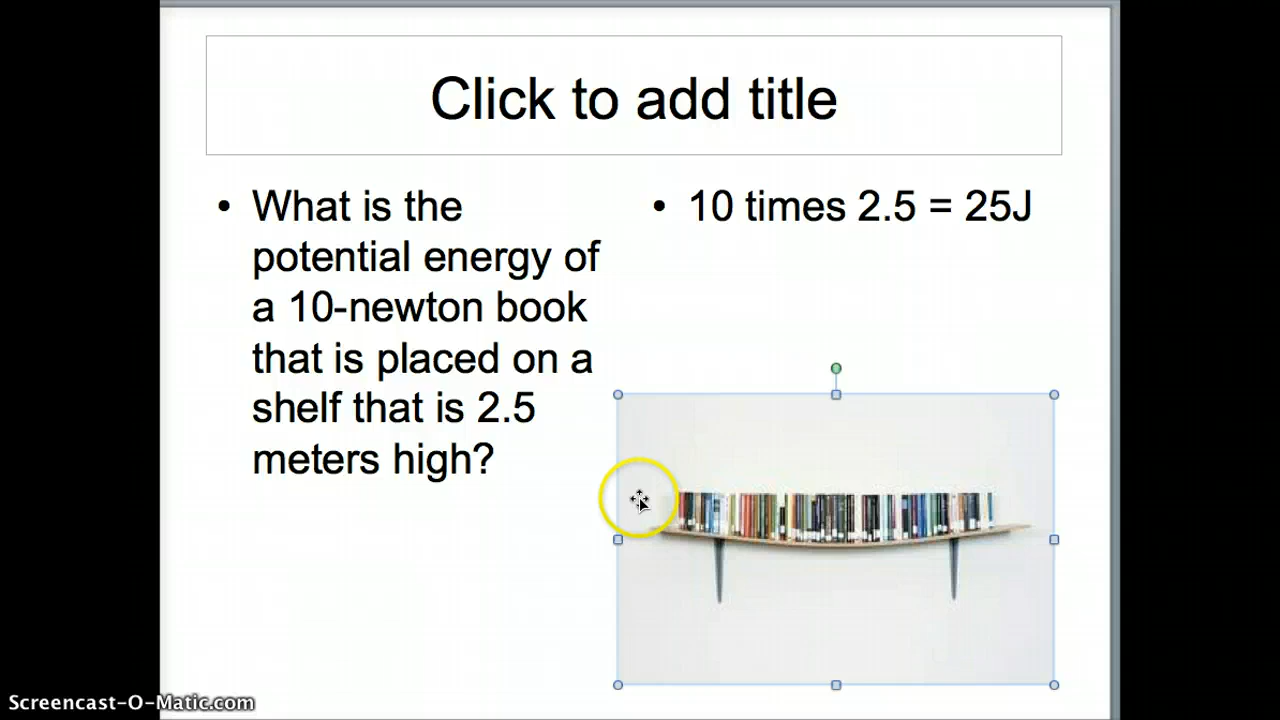 Click to add title
• What is the
potential energy of
a 10-newton book
that is placed on a
shelf that is 2.5
meters high?
• 10 times 2.5 = 25J
Screencast-O-Matic.com